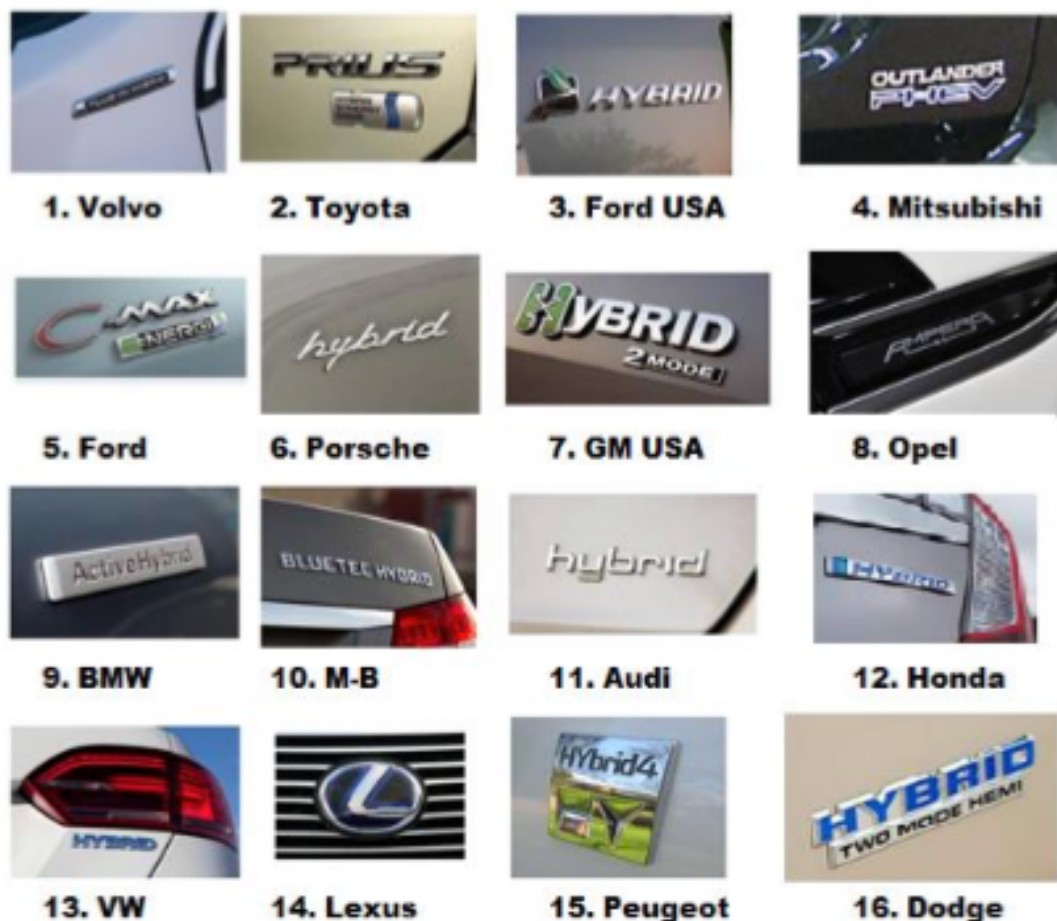 PRIUS
HYBRID
OUTLANDER
PHEV
1. Volvo
2. Toyota
3. Ford USA
4. Mitsubishi
C-MAX
ENERGI
hybrid
HYBRID
2 MODE
AMPERA
5. Ford
6. Porsche
7. GM USA
8. Opel
ActiveHybrid
BLUETEC HYBRID
hybrid
HYBRID
9. BMW
10. M-B
11. Audi
12. Honda
HYBRID
L
HYbrid4
HYBRID
TWO MODE HEMI
13. VW
14. Lexus
15. Peugeot
16. Dodge